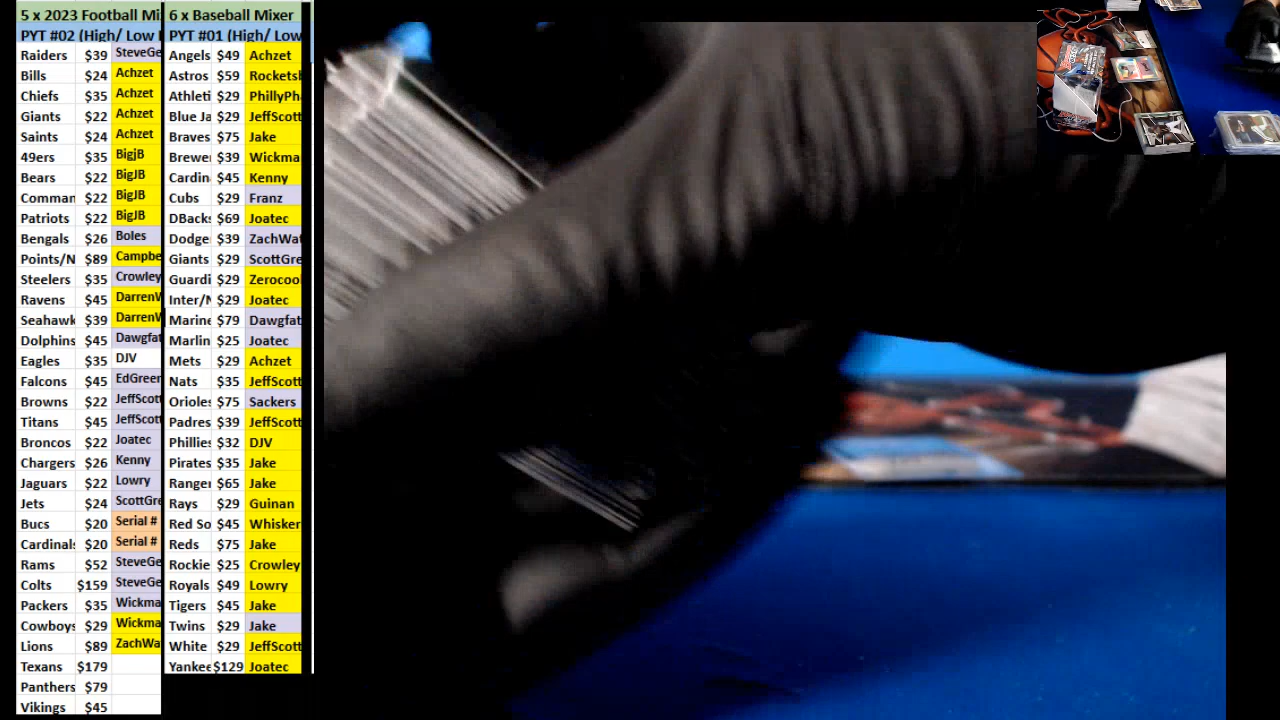 5 x 2023 Football Mi
PYT #02 (High/ Low
Raiders $39 SteveGe
Bills $24 Achzet
Chiefs $35 Achzet
Giants $22 Achzet
Saints $24 Achzet
49ers $35 BigjB
Bears $22 BigJB
Comman $22 BigJB
Patriots $22 BigJB
Bengals $26 Boles
Points/N $89 Campbe
Steelers $35 Crowley
Ravens $45 DarrenW
Seahawk $39 DarrenW
Dolphins $45 Dawgfat
Eagles $35 DJV
Falcons $45 EdGreer
Browns $22 JeffScott
Titans $45 JeffScott
Broncos $22 Joatec
Chargers $26 Kenny
Jaguars $22 Lowry
Jets $24 ScottGre
Bucs $20 Serial #
Cardinals $20 Serial #
Rams $52 SteveGe
Colts $159 SteveGe
Packers $35 Wickma
Cowboys $29 Wickma
Lions $89 ZachWa
Texans $179
Panthers $79
Vikings $45
6 x Baseball Mixer
PYT #01 (High/ Low
Angels $49 Achzet
Astros $59 Rocketsh
Athleti $29 PhillyPha
Blue Ja $29 JeffScott
Braves $75 Jake
Brewe $39 Wickma
Cardin $45 Kenny
Cubs $29 Franz
DBacks $69 Joatec
Dodge $39 ZachWat
Giants $29 ScottGre
Guardi $29 Zerocool
Inter/N $29 Joatec
Marine $79 Dawgfat
Marlin $25 Joatec
Mets $29 Achzet
Nats $35 JeffScott
Orioles $75 Sackers
Padres $39 JeffScott
Phillies $32 DJV
Pirates $35 Jake
Ranger $65 Jake
Rays $29 Guinan
Red So $45 Whisker
Reds $75 Jake
Rockie $25 Crowley
Royals $49 Lowry
Tigers $45 Jake
Twins $29 Jake
White $29 JeffScott
Yankee $129 Joatec